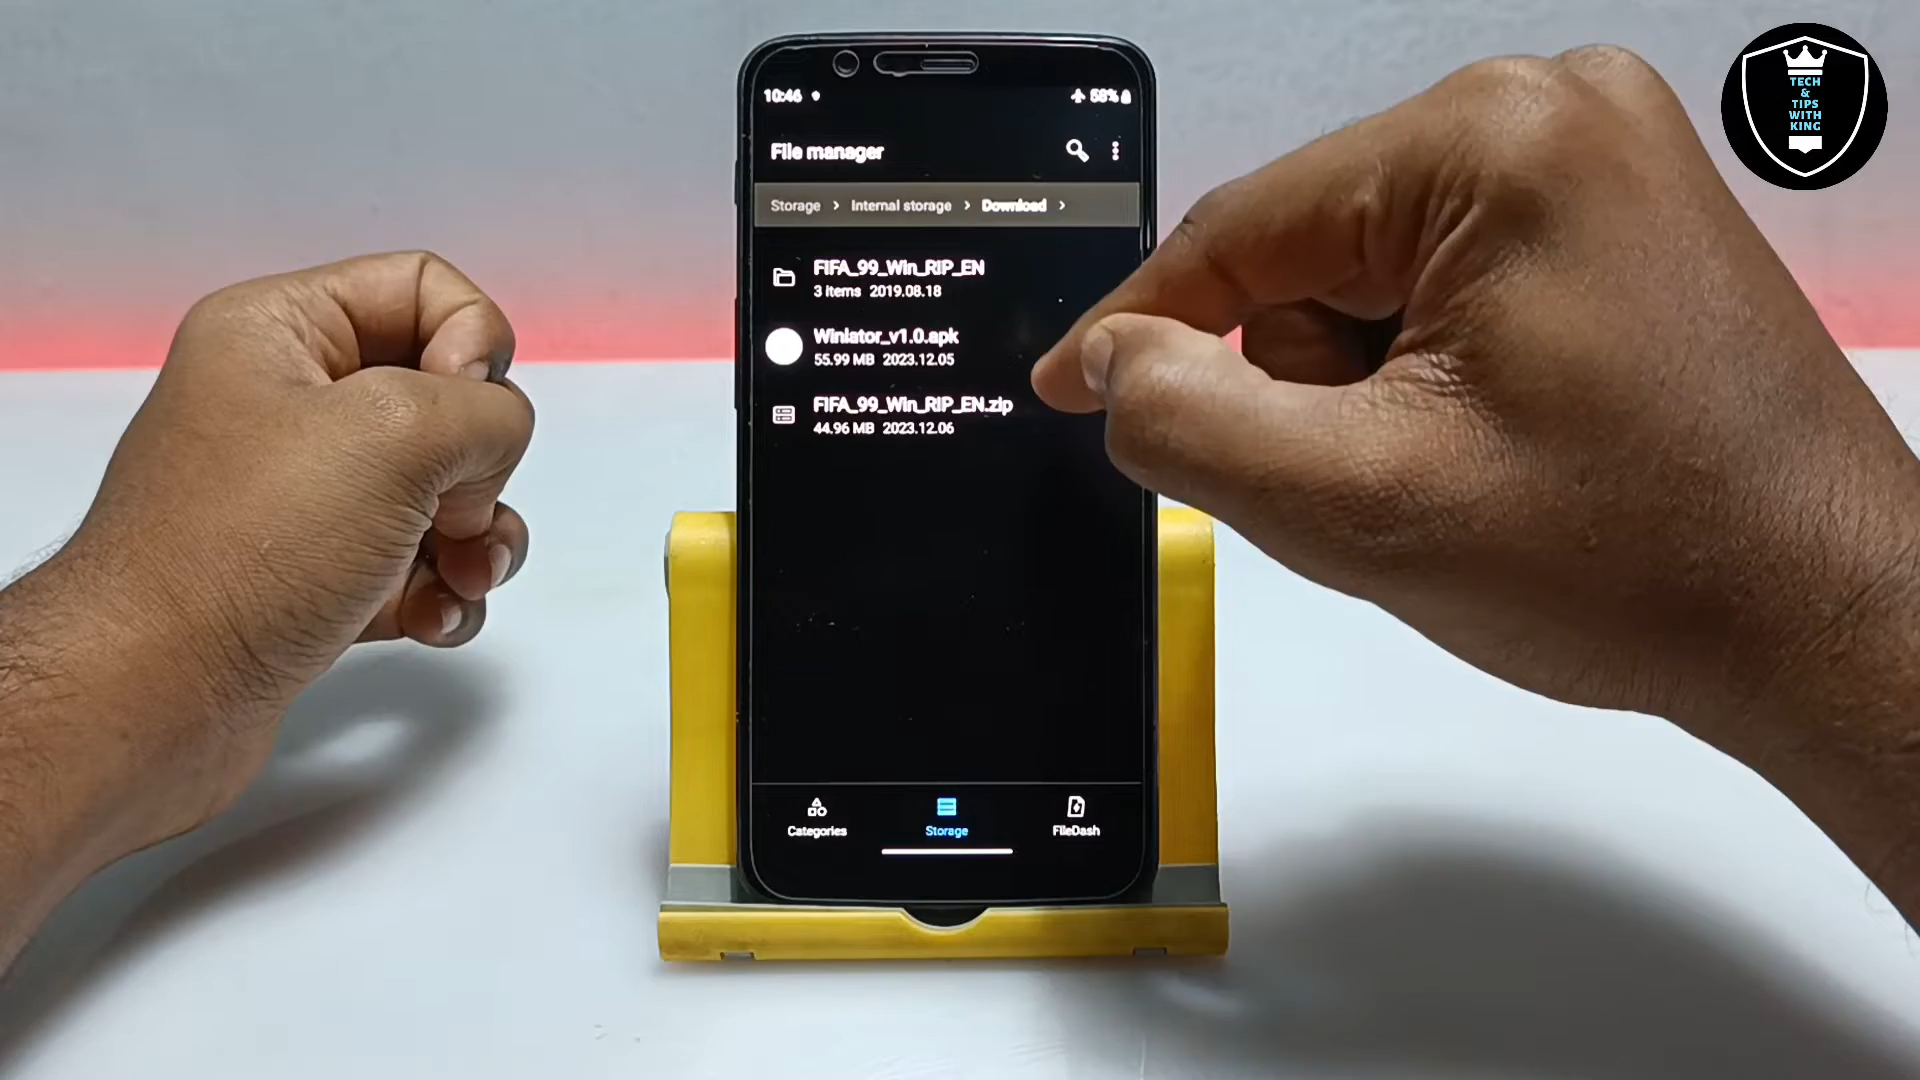 10:46
58%
File manager
Storage > Internal storage > Download >
FIFA_99_Win_RIP_EN
3 items 2019.08.18
Winlator_v1.0.apk
55.99 MB 2023.12.05
FIFA_99_Win_RIP_EN.zip
44.96 MB 2023.12.06
Categories
Storage
FileDash
TECH
&
TIPS
WITH
KING